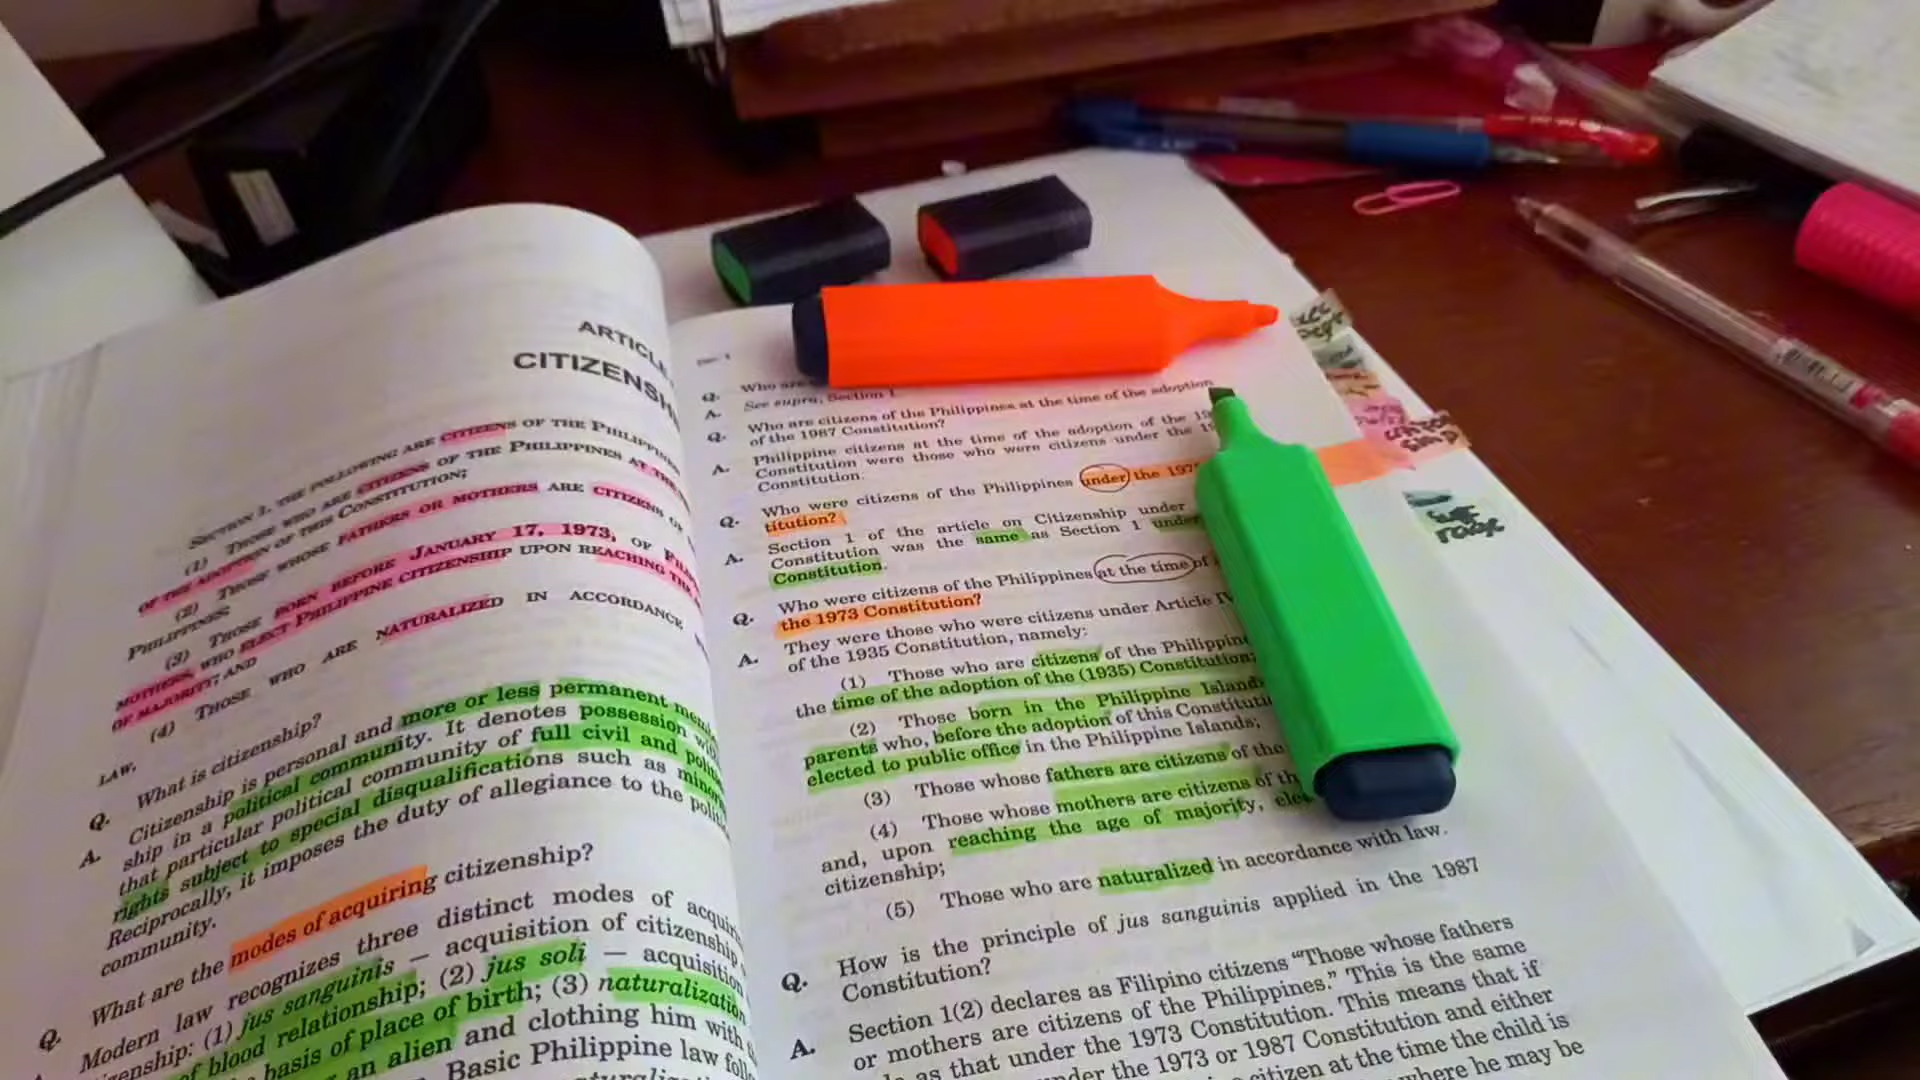 ARTICLE
CITIZENSH
SECTION 1. THE FOLLOWING ARE CITIZENS OF THE PHILIPPINES
(1) THOSE WHO ARE CITIZENS OF THE PHILIPPINES AT THE
OF THE ADOPTION OF THIS CONSTITUTION;
(2) THOSE WHOSE FATHERS OR MOTHERS ARE CITIZENS OF
PHILIPPINES;
(3) THOSE BORN BEFORE JANUARY 17, 1973, OF
MOTHERS, WHO ELECT PHILIPPINE CITIZENSHIP UPON REACHING THE
OF MAJORITY; AND
(4) THOSE WHO ARE NATURALIZED IN ACCORDANCE
LAW.
Q. What is citizenship?
A. Citizenship is personal and more or less permanent
ship in a political community. It denotes possession
that particular political community of full civil and
rights subject to special disqualifications such as
Reciprocally, it imposes the duty of allegiance to the
community.
Q. What are the modes of acquiring citizenship?
Modern law recognizes three distinct modes of
(1) jus sanguinis — acquisition of citizenship
of blood relationship; (2) jus soli — acquisition
basis of place of birth; (3) naturalization
an alien and clothing him with
Basic Philippine law
Q. Who are
A. See supra, Section 1
Q. Who are citizens of the Philippines at the time of the adoption
of the 1987 Constitution?
A. Philippine citizens at the time of the adoption of the
Constitution were those who were citizens under the
Constitution.
Q. Who were citizens of the Philippines under the
titution?
A. Section 1 of the article on Citizenship under
Constitution was the same as Section 1 under
Constitution.
Q. Who were citizens of the Philippines at the time of
the 1973 Constitution?
A. They were those who were citizens under Article
of the 1935 Constitution, namely:
(1) Those who are citizens of the
the time of the adoption of the (1935) Constitution;
(2) Those born in the Philippine
parents who, before the adoption of this
elected to public office in the Philippine Islands;
(3) Those whose fathers are citizens of the
(4) Those whose mothers are citizens of
and, upon reaching the age of majority,
citizenship;
(5) Those who are naturalized in accordance with law.
Q. How is the principle of jus sanguinis applied in the 1987
Constitution?
A. Section 1(2) declares as Filipino citizens “Those whose fathers
or mothers are citizens of the Philippines.” This is the same
as that under the 1973 Constitution. This means that if
under the 1973 or 1987 Constitution and either
citizen at the time the child is
where he may be